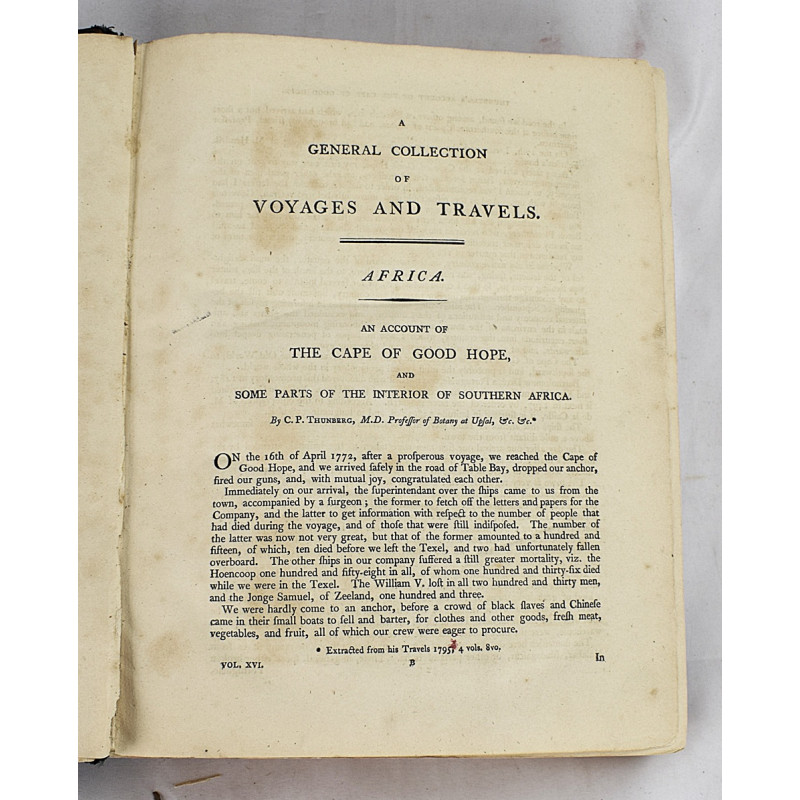 A
GENERAL COLLECTION
OF
VOYAGES AND TRAVELS.
AFRICA.
AN ACCOUNT OF
THE CAPE OF GOOD HOPE,
AND
SOME PARTS OF THE INTERIOR OF SOUTHERN AFRICA.
By C. P. THUNBERG, M.D. Profeſſor of Botany at Upſal, &c. &c.*
ON the 16th of April 1772, after a proſperous voyage, we reached the Cape of
Good Hope, and we arrived ſafely in the road of Table Bay, dropped our anchor,
fired our guns, and, with mutual joy, congratulated each other.
Immediately on our arrival, the ſuperintendant over the ſhips came to us from the
town, accompanied by a ſurgeon; the former to fetch off the letters and papers for the
Company, and the latter to get information with reſpect to the number of people that
had died during the voyage, and of thoſe that were ſtill indiſpoſed. The number of
the latter was now not very great, but that of the former amounted to a hundred and
fifteen, of which, ten died before we left the Texel, and two had unfortunately fallen
overboard. The other ſhips in our company ſuffered a ſtill greater mortality, viz. the
Hoencoop one hundred and fifty-eight in all, of whom one hundred and thirty-ſix died
while we were in the Texel. The William V. loſt in all two hundred and thirty men,
and the Jonge Samuel, of Zeeland, one hundred and three.
We were hardly come to an anchor, before a crowd of black ſlaves and Chineſe
came in their ſmall boats to ſell and barter, for clothes and other goods, freſh meat,
vegetables, and fruit, all of which our crew were eager to procure.
* Extracted from his Travels 1795, 4 vols. 8vo.
VOL. XVI. B In